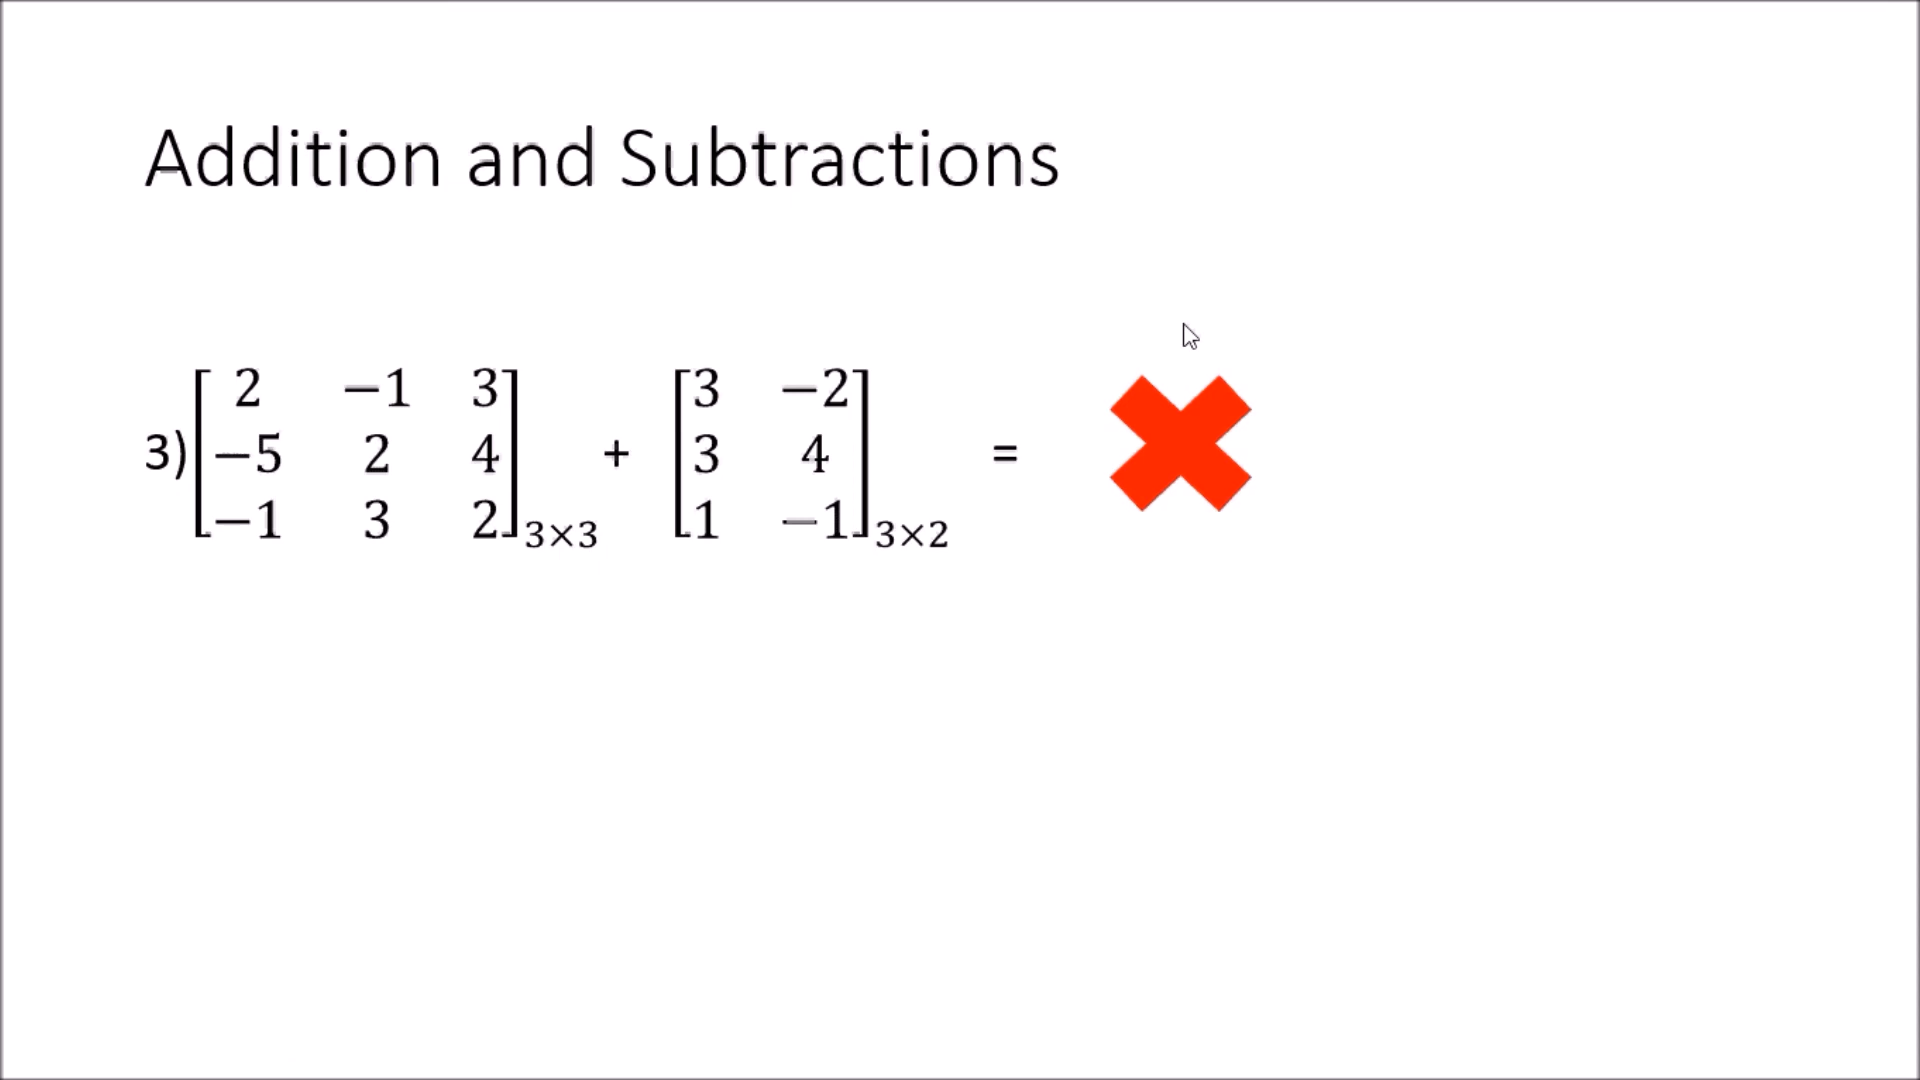 Addition and Subtractions
3) [2 −1 3; −5 2 4; −1 3 2]3×3 + [3 −2; 3 4; 1 −1]3×2 =